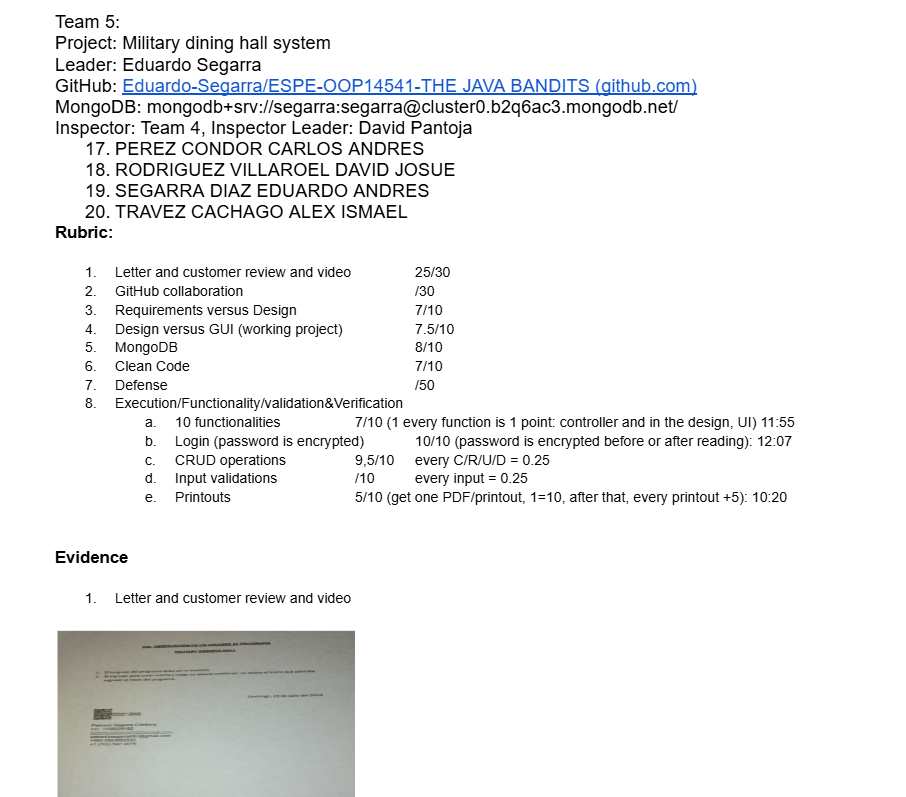 Team 5:
Project: Military dining hall system
Leader: Eduardo Segarra
GitHub: Eduardo-Segarra/ESPE-OOP14541-THE JAVA BANDITS (github.com)
MongoDB: mongodb+srv://segarra:segarra@cluster0.b2q6ac3.mongodb.net/
Inspector: Team 4, Inspector Leader: David Pantoja
17. PEREZ CONDOR CARLOS ANDRES
18. RODRIGUEZ VILLAROEL DAVID JOSUE
19. SEGARRA DIAZ EDUARDO ANDRES
20. TRAVEZ CACHAGO ALEX ISMAEL
Rubric:
1. Letter and customer review and video 25/30
2. GitHub collaboration /30
3. Requirements versus Design 7/10
4. Design versus GUI (working project) 7.5/10
5. MongoDB 8/10
6. Clean Code 7/10
7. Defense /50
8. Execution/Functionality/validation&Verification
a. 10 functionalities 7/10 (1 every function is 1 point: controller and in the design, UI) 11:55
b. Login (password is encrypted) 10/10 (password is encrypted before or after reading): 12:07
c. CRUD operations 9,5/10 every C/R/U/D = 0.25
d. Input validations /10 every input = 0.25
e. Printouts 5/10 (get one PDF/printout, 1=10, after that, every printout +5): 10:20
Evidence
1. Letter and customer review and video